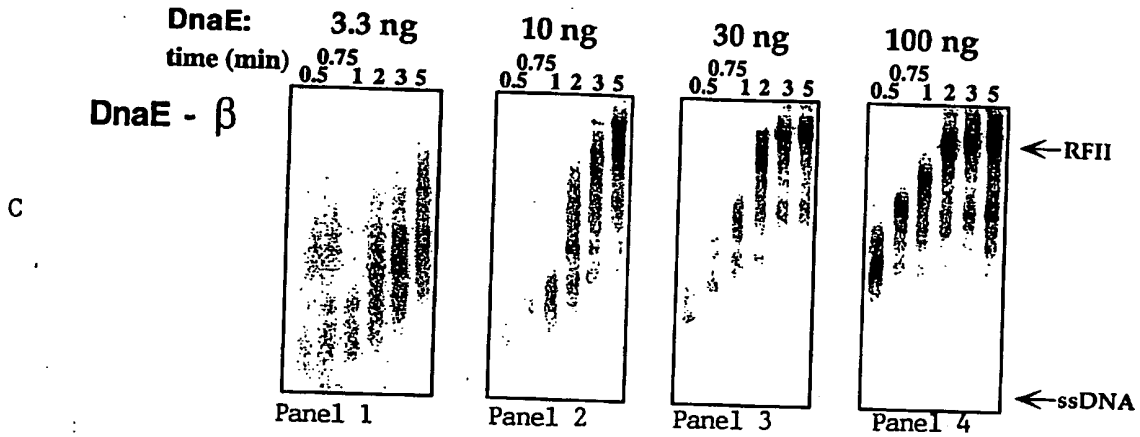 DnaE: 3.3 ng 10 ng 30 ng 100 ng
time (min) 0.5 0.75 1 2 3 5 0.5 0.75 1 2 3 5 0.5 0.75 1 2 3 5 0.5 0.75 1 2 3 5
DnaE - β
← RFII
C
← ssDNA
Panel 1 Panel 2 Panel 3 Panel 4